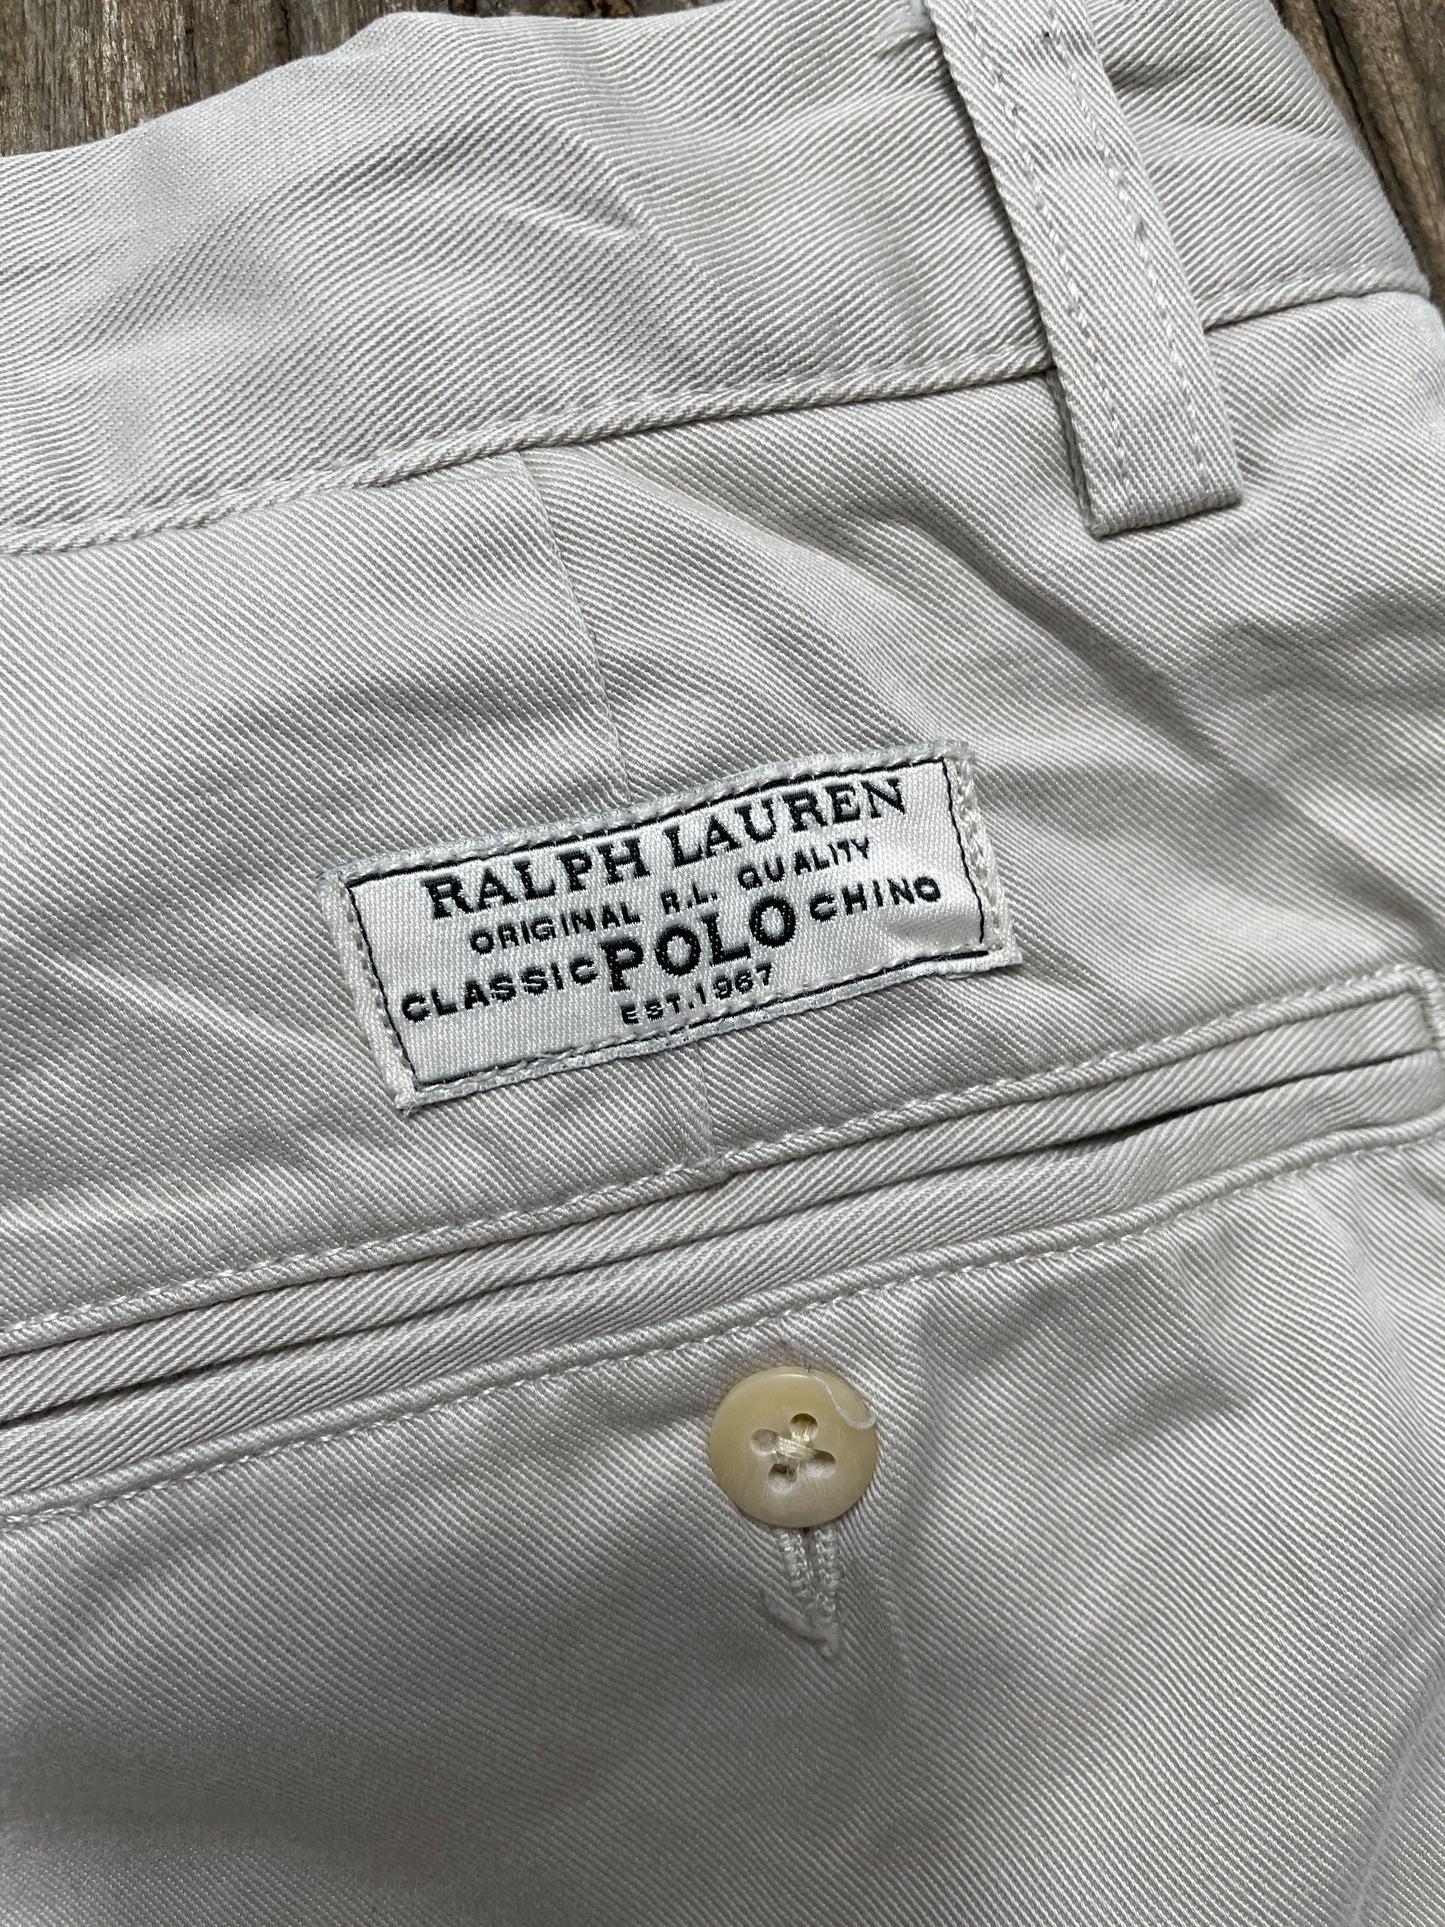 RALPH LAUREN
ORIGINAL R.L. QUALITY
CLASSIC POLO CHINO
EST. 1967